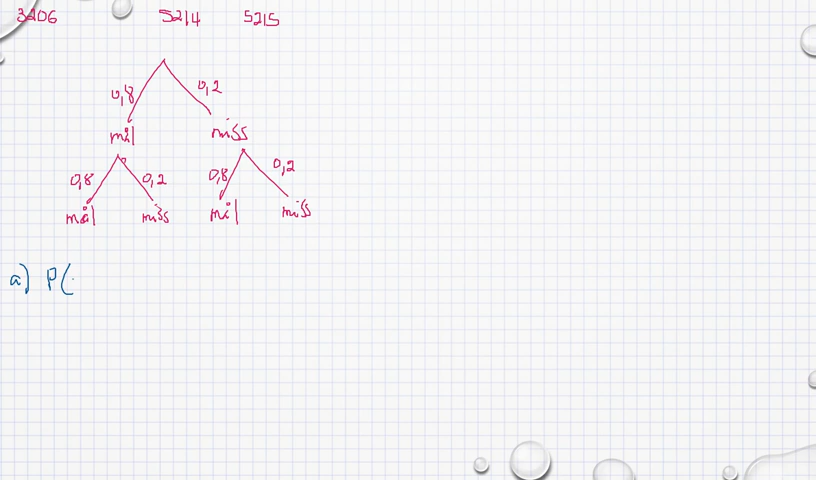 3206 5214 5215
0,8 0,2
mål miss
0,8 0,2 0,8 0,2
mål miss mål miss
a) P(